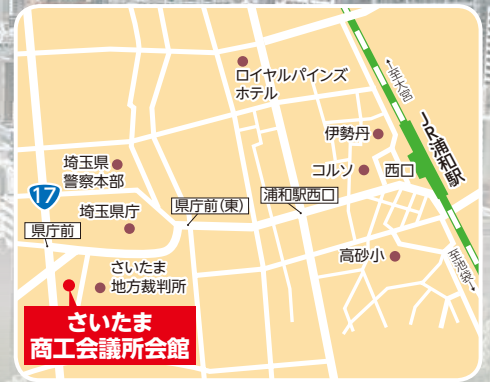 ロイヤルパインズ
ホテル
←至大宮
JR浦和駅
伊勢丹
コルソ
西口
埼玉県
警察本部
17
埼玉県庁
県庁前(東)
浦和駅西口
県庁前
さいたま
地方裁判所
高砂小
至池袋→
さいたま
商工会議所会館